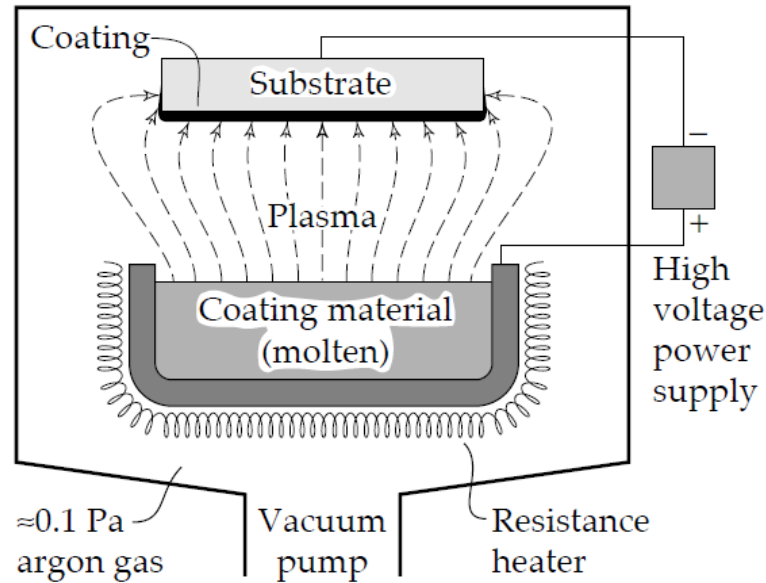 Coating
Substrate
−
Plasma
+
High
voltage
power
supply
Coating material
(molten)
≈0.1 Pa
argon gas
Vacuum
pump
Resistance
heater